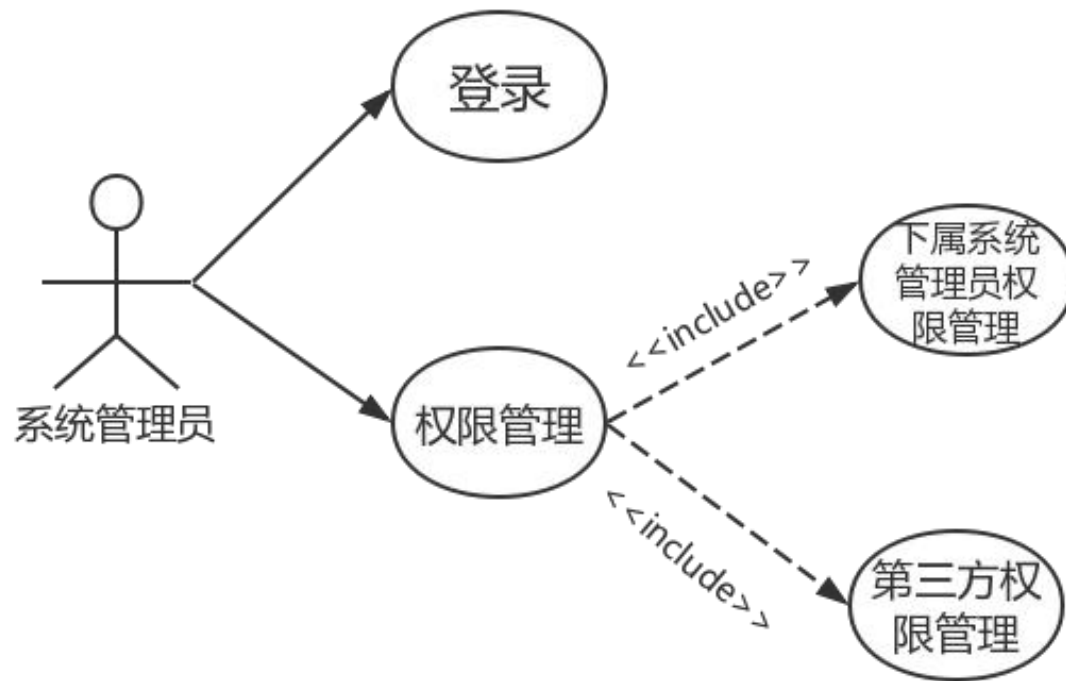 登录
下属系统
管理员权
限管理
<<include>>
系统管理员
权限管理
<<include>>
第三方权
限管理